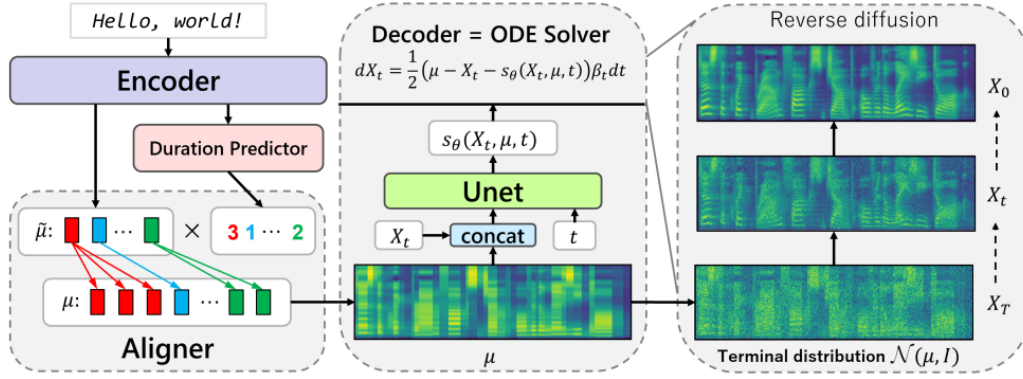 Hello, world!
Encoder
Duration Predictor
μ̃: ··· × 3 1 ··· 2
μ: ···
Aligner
Decoder = ODE Solver
dX_t = 1/2 (μ − X_t − s_θ(X_t, μ, t)) β_t dt
s_θ(X_t, μ, t)
Unet
X_t concat t
μ
Reverse diffusion
X_0
X_t
X_T
Terminal distribution 𝒩(μ, I)